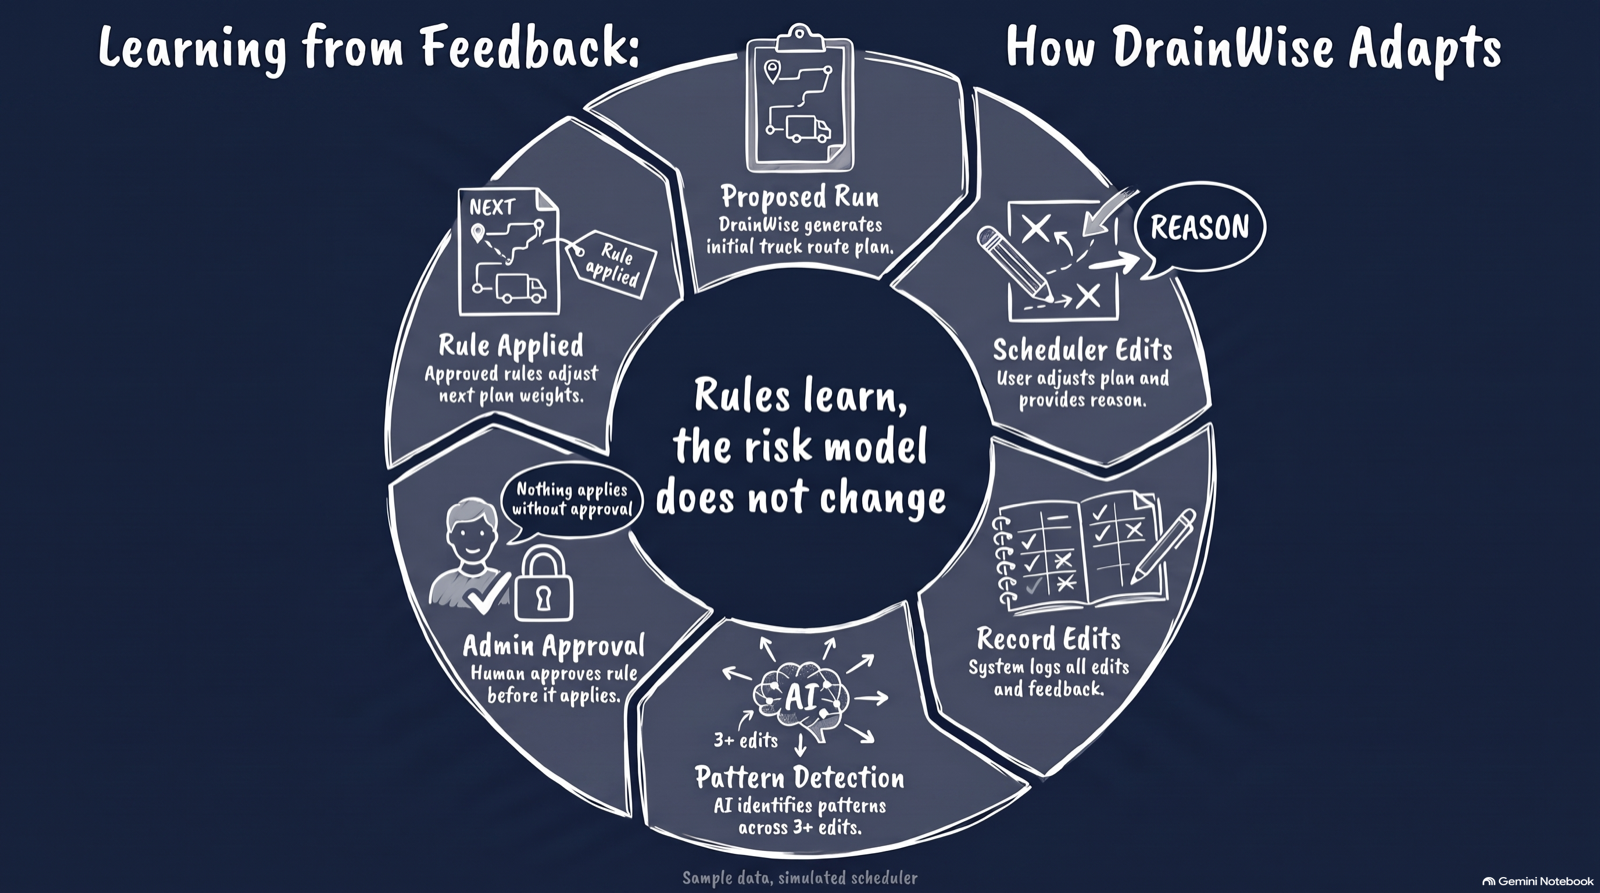 Learning from Feedback:
How DrainWise Adapts
Proposed Run
DrainWise generates
initial truck route plan.
REASON
Scheduler Edits
User adjusts plan and
provides reason.
Record Edits
System logs all edits
and feedback.
AI
3+ edits
Pattern Detection
AI identifies patterns
across 3+ edits.
Nothing applies
without approval
Admin Approval
Human approves rule
before it applies.
NEXT
Rule
applied
Rule Applied
Approved rules adjust
next plan weights.
Rules learn,
the risk model
does not change
Sample data, simulated scheduler
Gemini Notebook